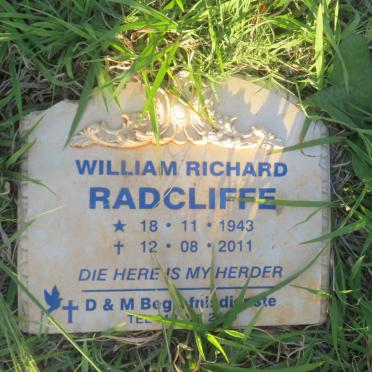 WILLIAM RICHARD
RADCLIFFE
★ 18 • 11 • 1943
✝ 12 • 08 • 2011
DIE HERE IS MY HERDER
D & M Begrafnisdienste